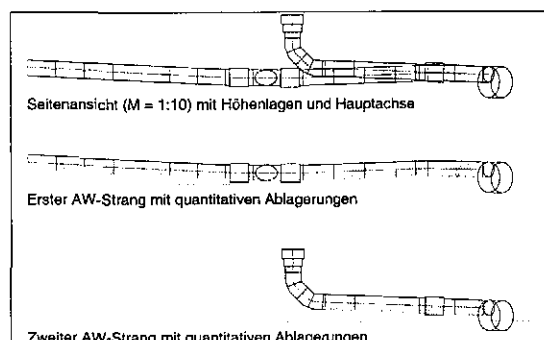 Seitenansicht (M = 1:10) mit Höhenlagen und Hauptachse
Erster AW-Strang mit quantitativen Ablagerungen
Zweiter AW-Strang mit quantitativen Ablagerungen